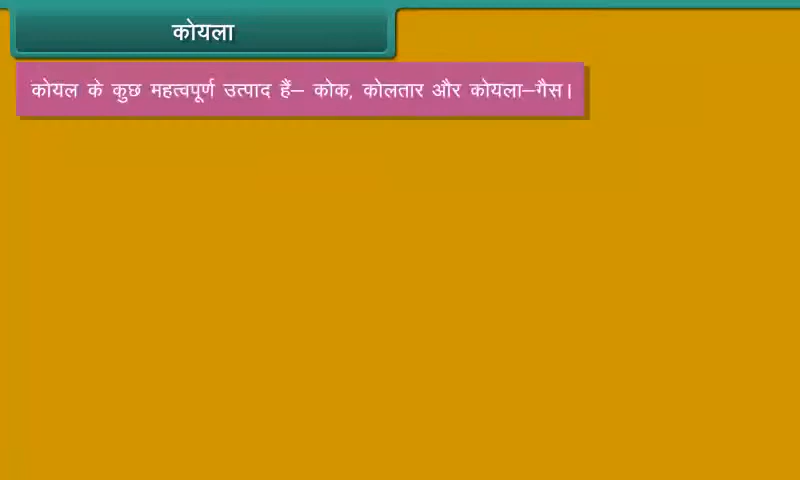 कोयला
कोयल के कुछ महत्वपूर्ण उत्पाद हैं– कोक, कोलतार और कोयला–गैस।